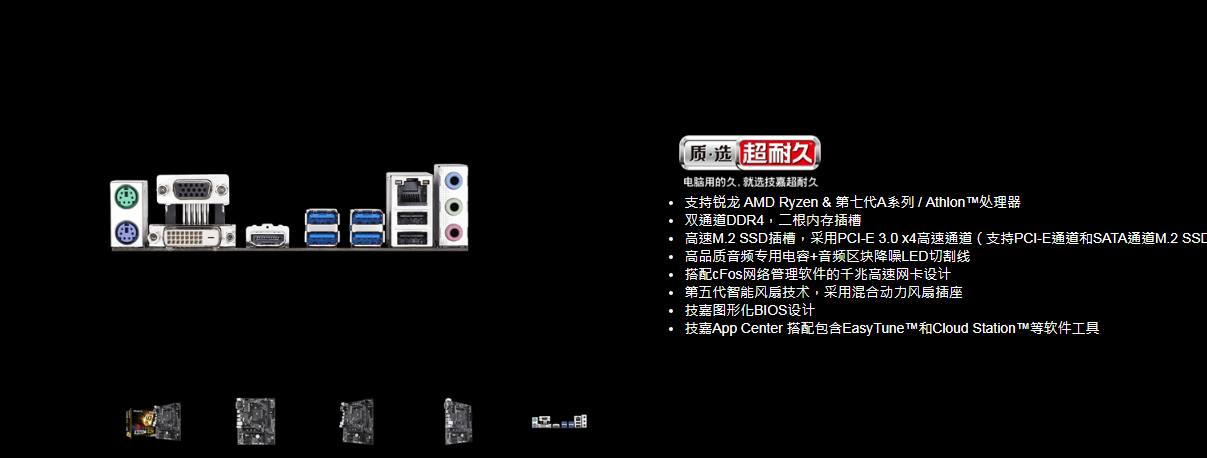 质·选 超耐久
电脑用的久, 就选技嘉超耐久
支持锐龙 AMD Ryzen & 第七代A系列 / Athlon™处理器
双通道DDR4，二根内存插槽
高速M.2 SSD插槽，采用PCI-E 3.0 x4高速通道 ( 支持PCI-E通道和SATA通道M.2 SSD
高品质音频专用电容+音频区块降噪LED切割线
搭配cFos网络管理软件的千兆高速网卡设计
第五代智能风扇技术，采用混合动力风扇插座
技嘉图形化BIOS设计
技嘉App Center 搭配包含EasyTune™和Cloud Station™等软件工具